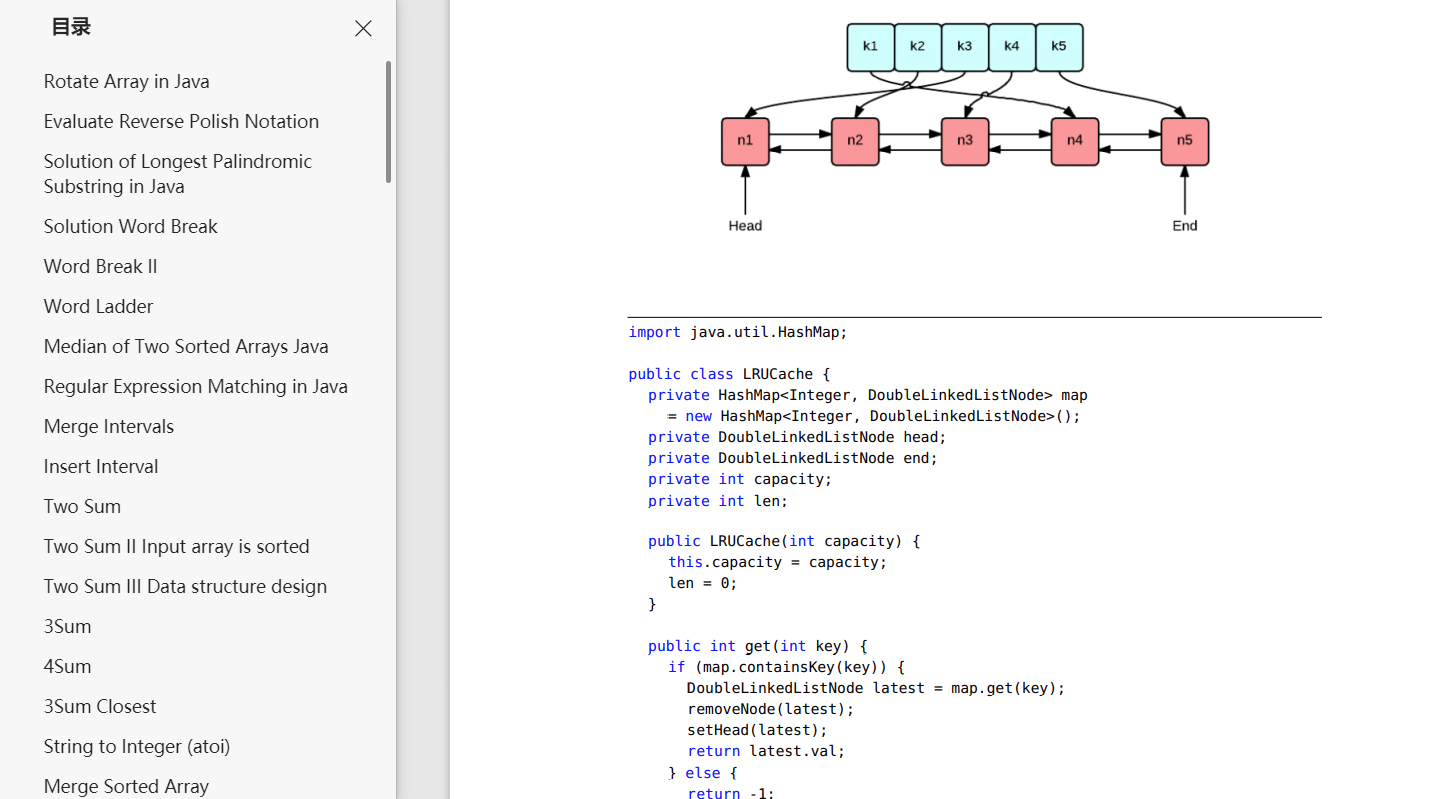 目录
Rotate Array in Java
Evaluate Reverse Polish Notation
Solution of Longest Palindromic
Substring in Java
Solution Word Break
Word Break II
Word Ladder
Median of Two Sorted Arrays Java
Regular Expression Matching in Java
Merge Intervals
Insert Interval
Two Sum
Two Sum II Input array is sorted
Two Sum III Data structure design
3Sum
4Sum
3Sum Closest
String to Integer (atoi)
Merge Sorted Array
k1 k2 k3 k4 k5
n1 n2 n3 n4 n5
Head End
import java.util.HashMap;
public class LRUCache {
private HashMap<Integer, DoubleLinkedListNode> map
= new HashMap<Integer, DoubleLinkedListNode>();
private DoubleLinkedListNode head;
private DoubleLinkedListNode end;
private int capacity;
private int len;
public LRUCache(int capacity) {
this.capacity = capacity;
len = 0;
}
public int get(int key) {
if (map.containsKey(key)) {
DoubleLinkedListNode latest = map.get(key);
removeNode(latest);
setHead(latest);
return latest.val;
} else {
return -1;